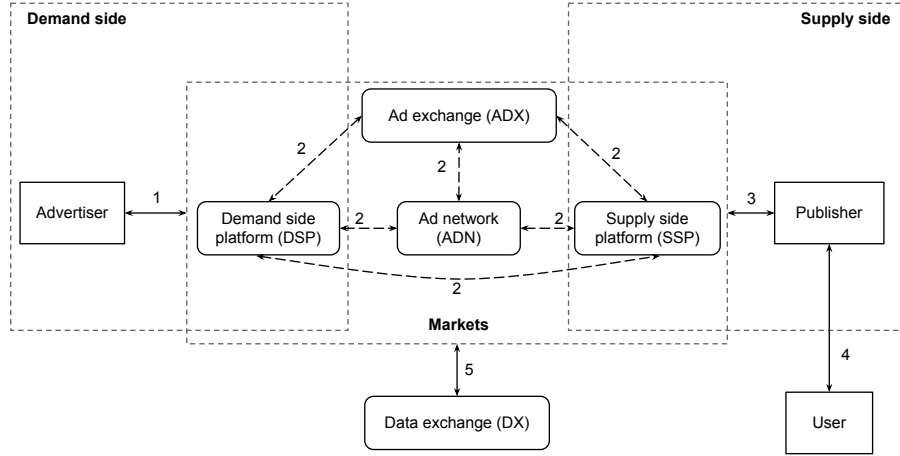 Demand side
Supply side
Ad exchange (ADX)
2
2
2
1
3
Advertiser
Demand side
platform (DSP)
2
Ad network
(ADN)
2
Supply side
platform (SSP)
Publisher
2
Markets
5
4
Data exchange (DX)
User